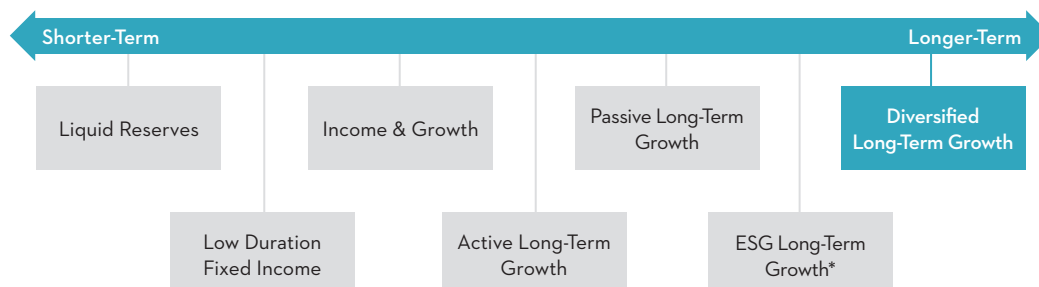 Shorter-Term
Longer-Term
Liquid Reserves
Income & Growth
Passive Long-Term
Growth
Diversified
Long-Term Growth
Low Duration
Fixed Income
Active Long-Term
Growth
ESG Long-Term
Growth*